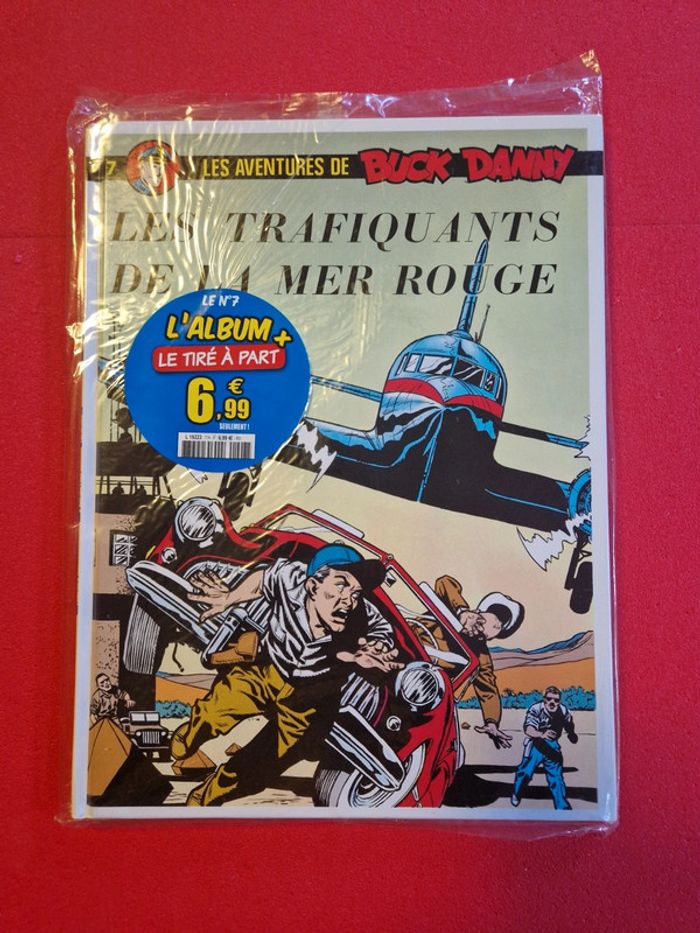 7 LES AVENTURES DE BUCK DANNY
LES TRAFIQUANTS
DE LA MER ROUGE
LE N°7
L'ALBUM +
LE TIRÉ À PART
6,99 €
SEULEMENT !